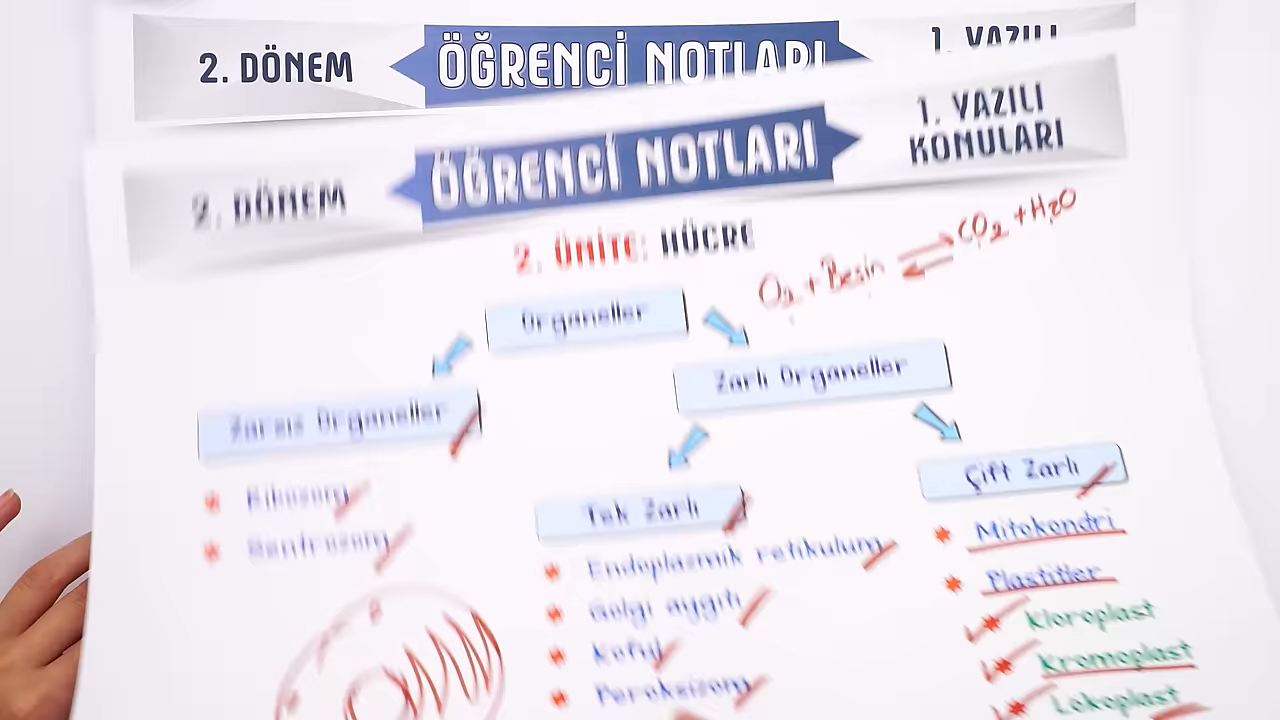 2. DÖNEM
ÖĞRENCİ NOTLARI
1. YAZILI
2. DÖNEM
ÖĞRENCİ NOTLARI
1. YAZILI
KONULARI
2. ÜNİTE: HÜCRE
O2 + Besin ⇌ CO2 + H2O
Organeller
Zarsız Organeller
Zarlı Organeller
Ribozom
Sentrozom
Tek Zarlı
Endoplazmik retikulum
Golgi aygıtı
Koful
Peroksizom
Çift Zarlı
Mitokondri
Plastitler
Kloroplast
Kromoplast
Lökoplast